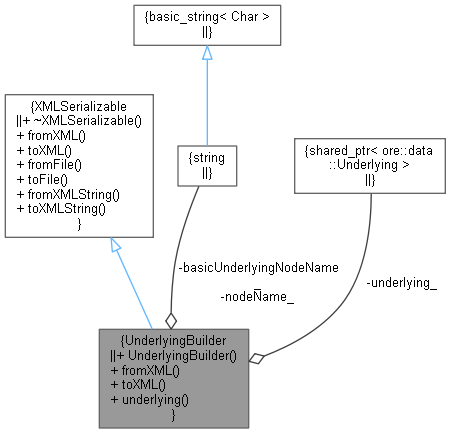 {basic_string< Char >
||}
{XMLSerializable
||+ ~XMLSerializable()
+ fromXML()
+ toXML()
+ fromFile()
+ toFile()
+ fromXMLString()
+ toXMLString()
}
{string
||}
{shared_ptr< ore::data
::Underlying >
||}
-basicUnderlyingNodeName
_
-nodeName_
-underlying_
{UnderlyingBuilder
||+ UnderlyingBuilder()
+ fromXML()
+ toXML()
+ underlying()
}